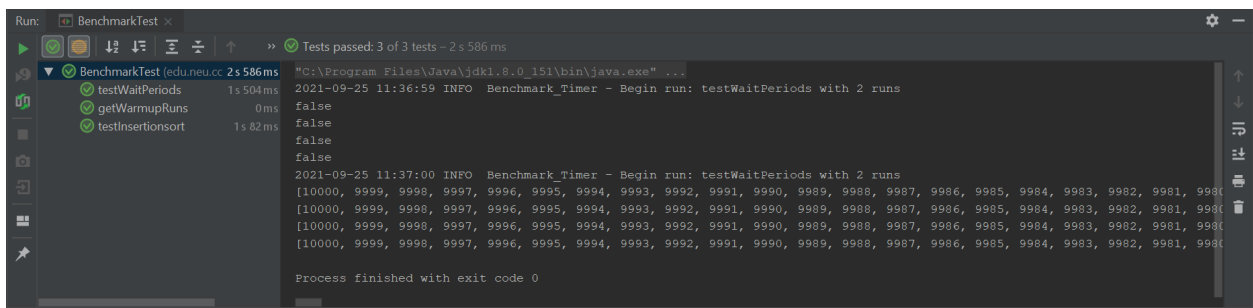 Run: BenchmarkTest ×
» Tests passed: 3 of 3 tests – 2 s 586 ms
BenchmarkTest (edu.neu.cc 2 s 586 ms
testWaitPeriods 1 s 504 ms
getWarmupRuns 0 ms
testInsertionsort 1 s 82 ms
"C:\Program Files\Java\jdk1.8.0_151\bin\java.exe" ...
2021-09-25 11:36:59 INFO  Benchmark_Timer - Begin run: testWaitPeriods with 2 runs
false
false
false
false
2021-09-25 11:37:00 INFO  Benchmark_Timer - Begin run: testWaitPeriods with 2 runs
[10000, 9999, 9998, 9997, 9996, 9995, 9994, 9993, 9992, 9991, 9990, 9989, 9988, 9987, 9986, 9985, 9984, 9983, 9982, 9981, 9980
[10000, 9999, 9998, 9997, 9996, 9995, 9994, 9993, 9992, 9991, 9990, 9989, 9988, 9987, 9986, 9985, 9984, 9983, 9982, 9981, 9980
[10000, 9999, 9998, 9997, 9996, 9995, 9994, 9993, 9992, 9991, 9990, 9989, 9988, 9987, 9986, 9985, 9984, 9983, 9982, 9981, 9980
[10000, 9999, 9998, 9997, 9996, 9995, 9994, 9993, 9992, 9991, 9990, 9989, 9988, 9987, 9986, 9985, 9984, 9983, 9982, 9981, 9980
Process finished with exit code 0